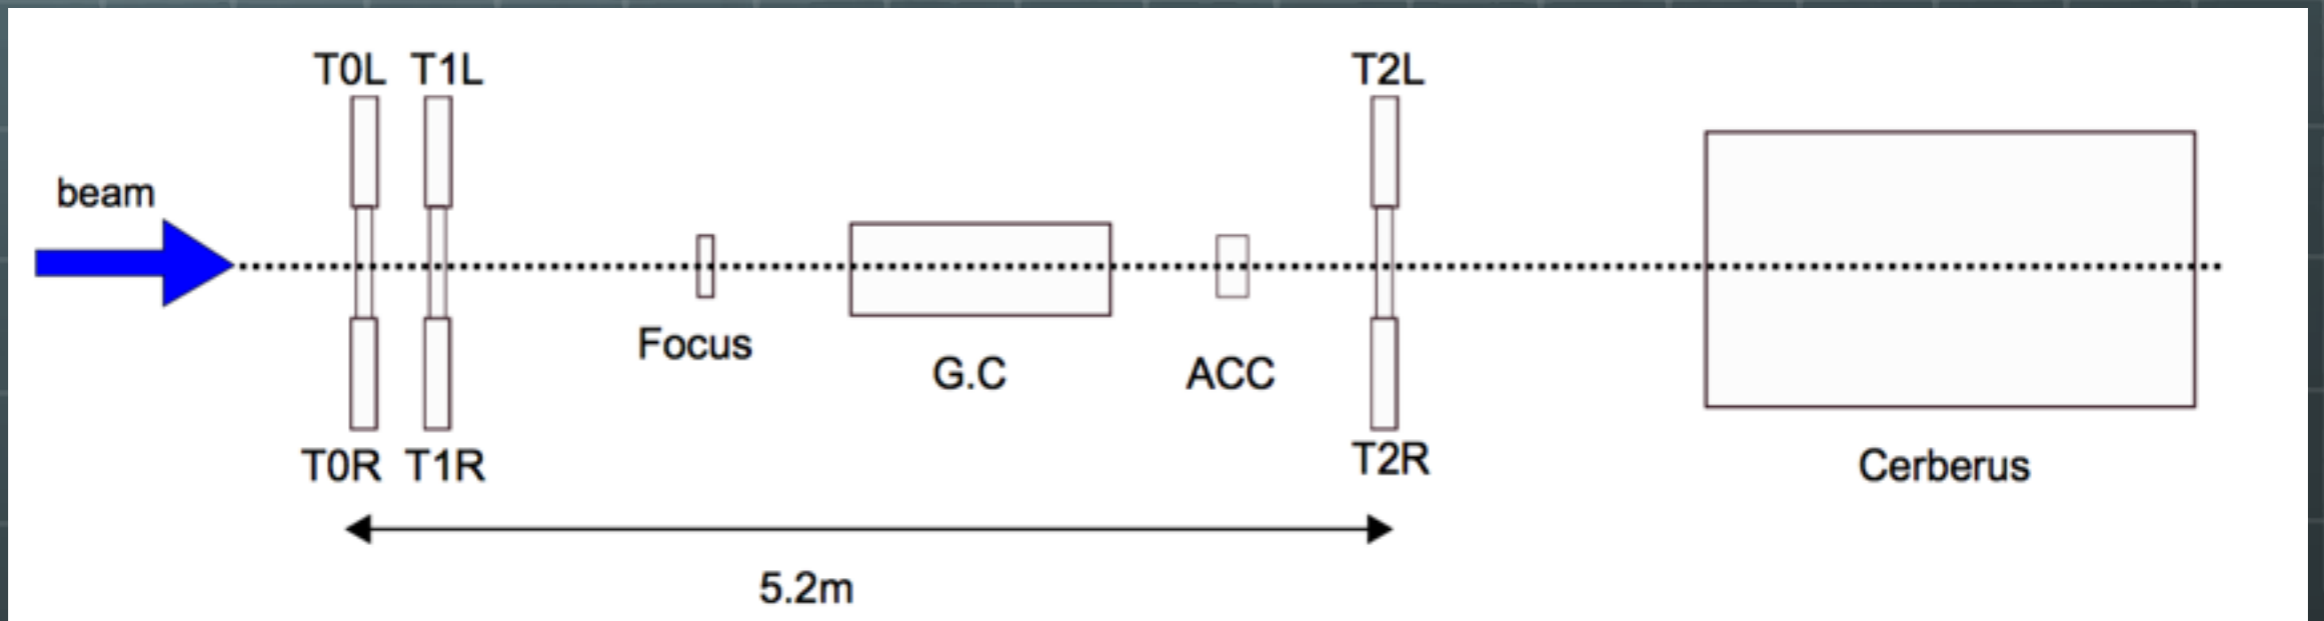 T0L T1L
T2L
beam
Focus
G.C
ACC
T0R T1R
T2R
Cerberus
5.2m